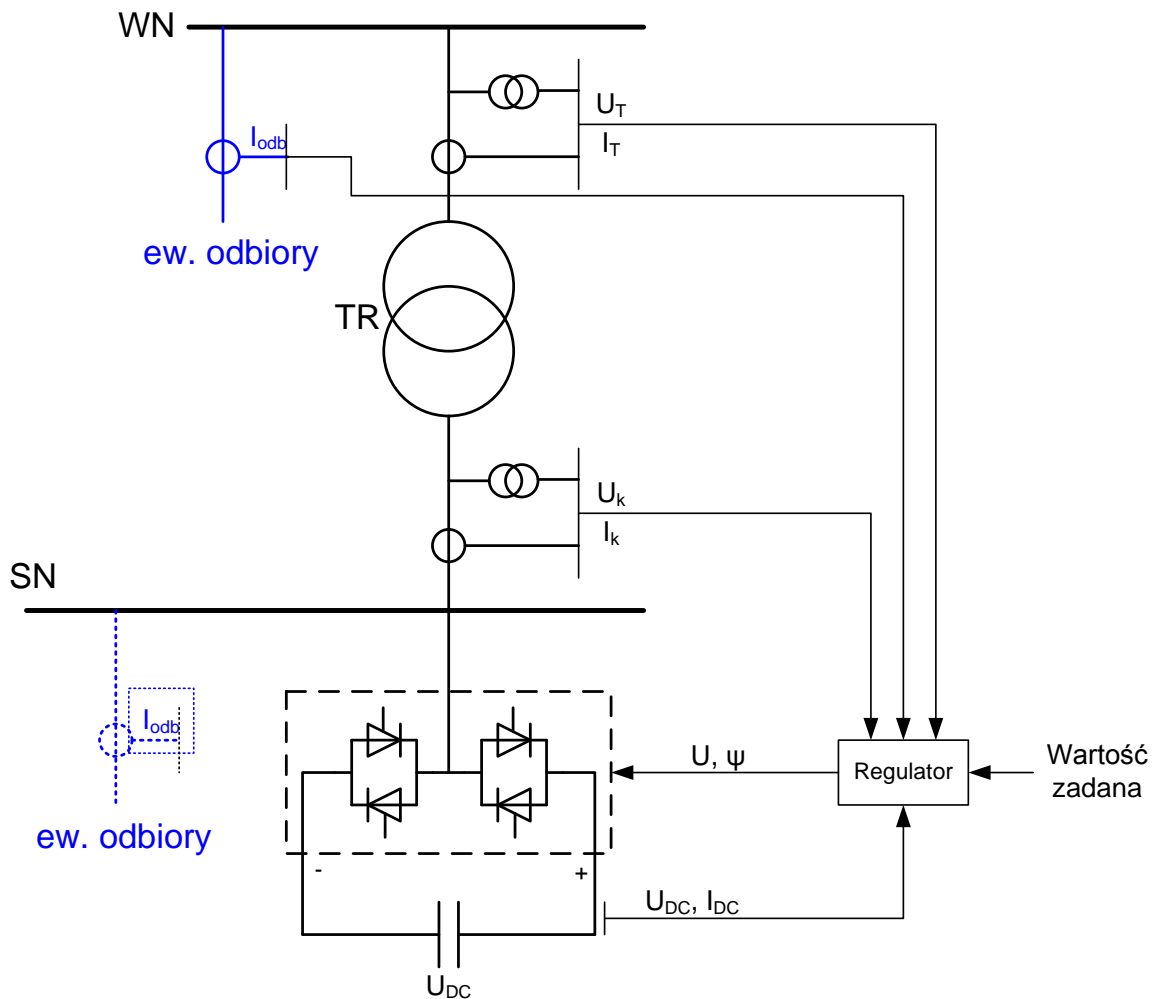 WN
U_T
I_odb
I_T
ew. odbiory
TR
U_k
I_k
SN
I_odb
U, ψ
Regulator
Wartość
zadana
ew. odbiory
-
+
U_DC, I_DC
U_DC